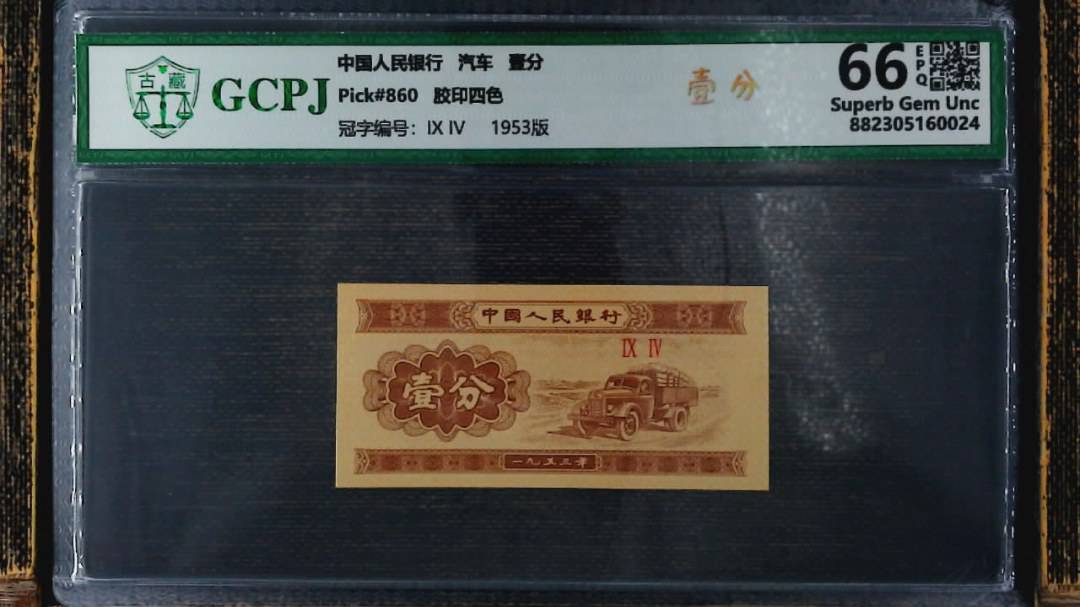 古藏
GCPJ
中国人民银行 汽车 壹分
Pick#860 胶印四色
冠字编号：IX IV 1953版
壹分
66 EPQ
Superb Gem Unc
882305160024
中国人民銀行
IX IV
壹分
一九五三年